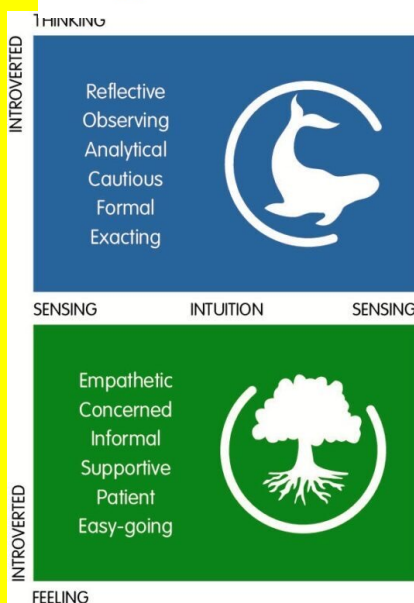 THINKING
INTROVERTED
Reflective
Observing
Analytical
Cautious
Formal
Exacting
SENSING INTUITION SENSING
Empathetic
Concerned
Informal
Supportive
Patient
Easy-going
INTROVERTED
FEELING